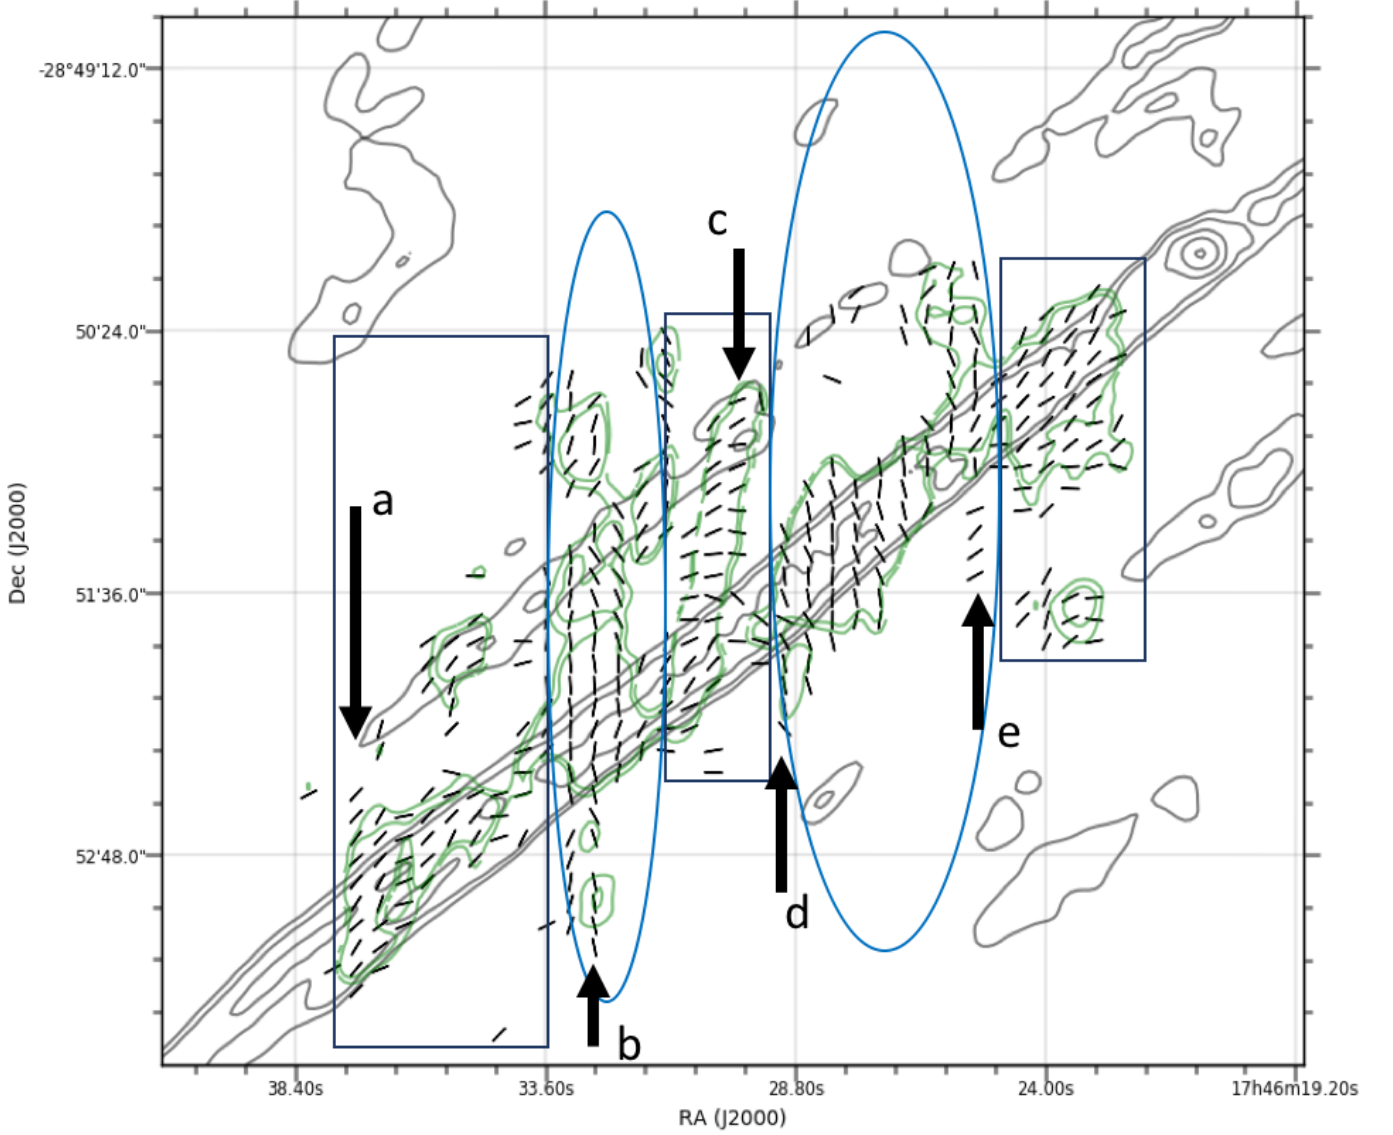 -28°49'12.0"
c
50'24.0"
a
51'36.0"
e
52'48.0"
d
b
38.40s 33.60s 28.80s 24.00s 17h46m19.20s
RA (J2000)
Dec (J2000)